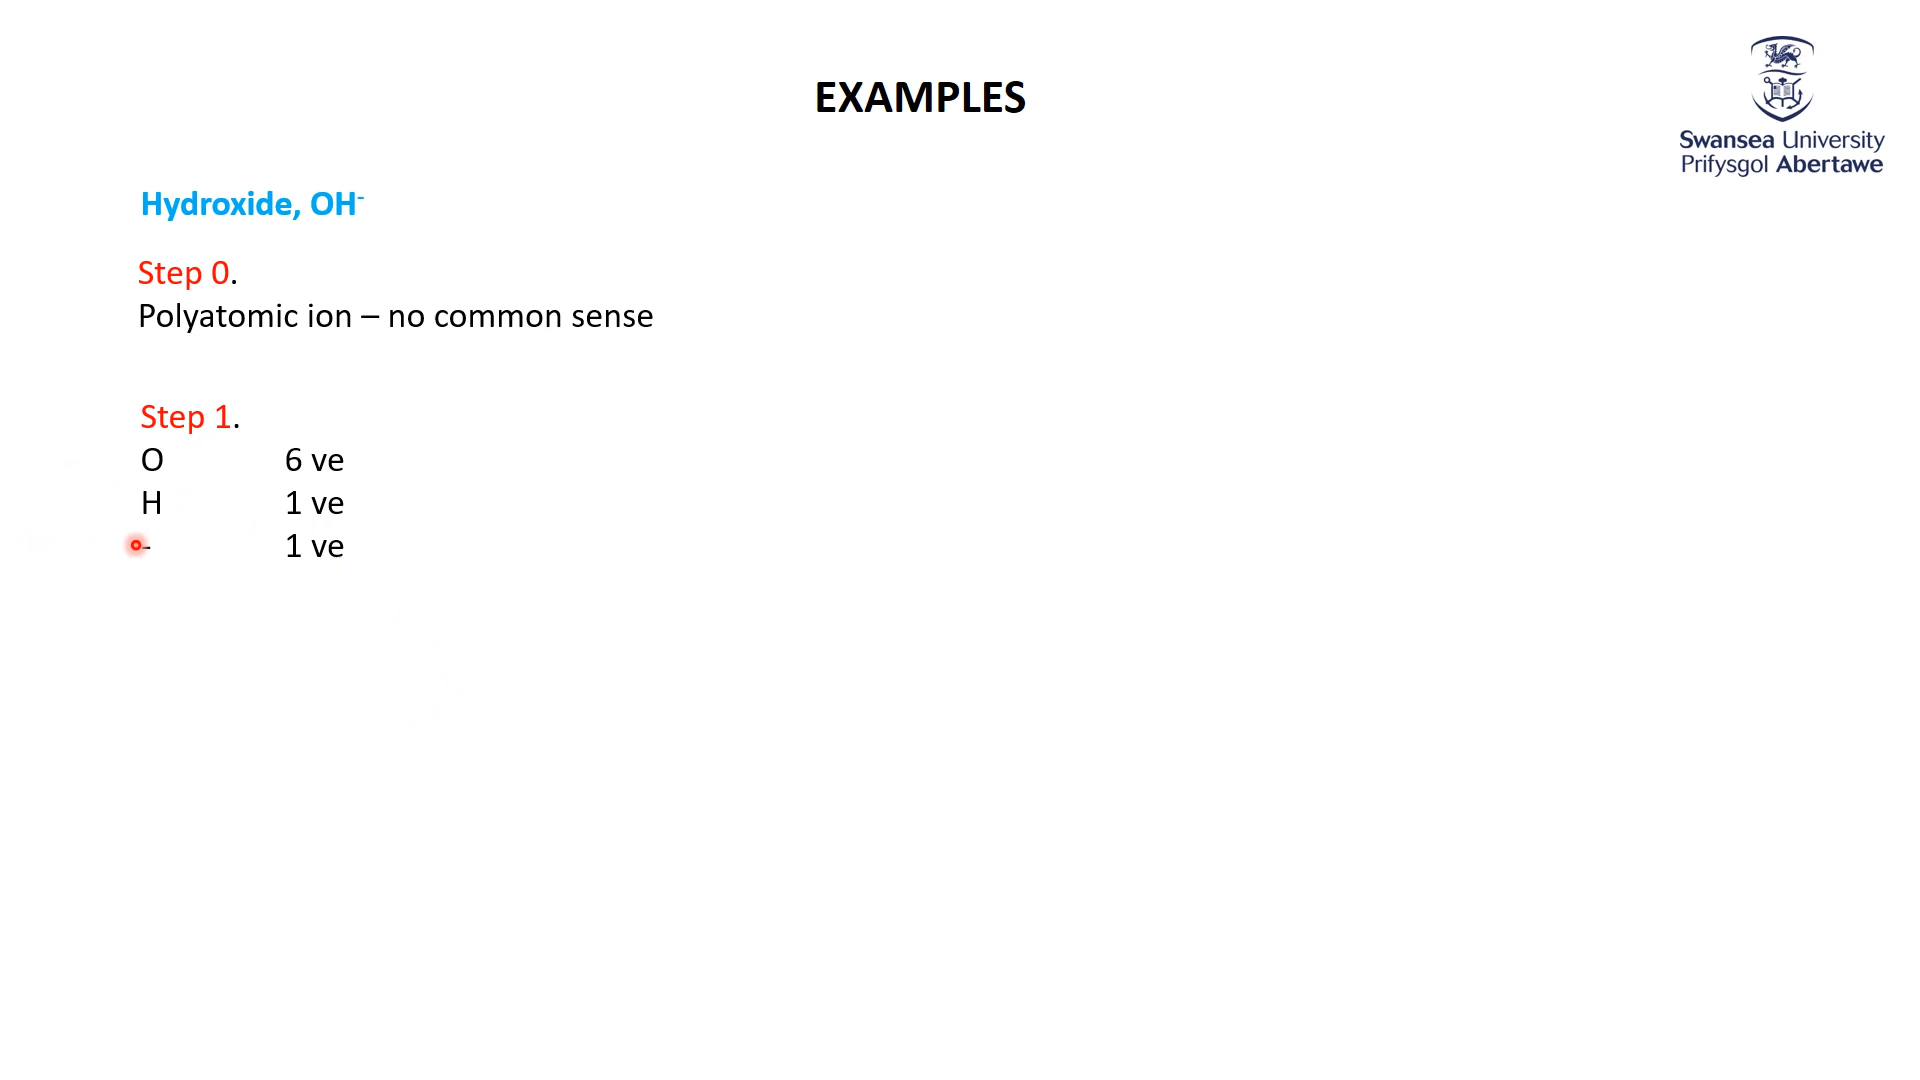 EXAMPLES
Swansea University
Prifysgol Abertawe
Hydroxide, OH⁻
Step 0.
Polyatomic ion – no common sense
Step 1.
O 6 ve
H 1 ve
- 1 ve